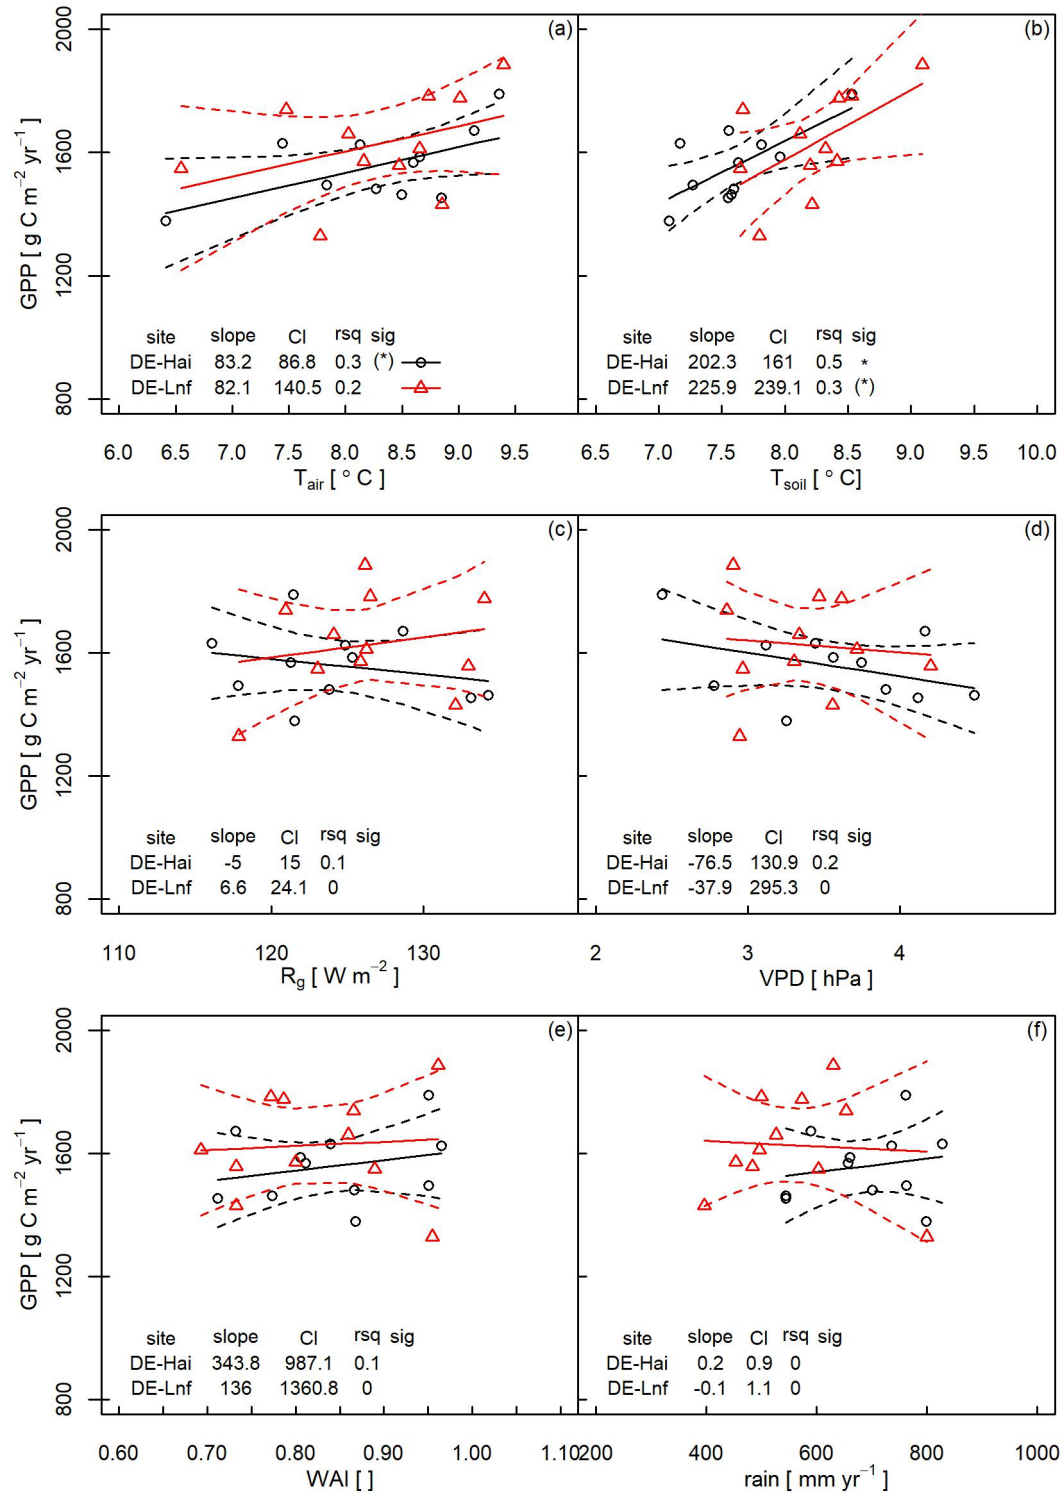 (a)
GPP [ g C m−2 yr−1 ]
2000
1600
1200
800
site slope CI rsq sig
DE-Hai 83.2 86.8 0.3 (*)
DE-Lnf 82.1 140.5 0.2
6.0 7.0 7.5 8.0 8.5 9.0 9.5
6.5
Tair [ ° C ]
(b)
site slope CI rsq sig
DE-Hai 202.3 161 0.5 *
DE-Lnf 225.9 239.1 0.3 (*)
6.5 7.0 7.5 8.0 8.5 9.0 9.5 10.0
Tsoil [ ° C]
(c)
GPP [ g C m−2 yr−1 ]
2000
1600
1200
800
site slope CI rsq sig
DE-Hai -5 15 0.1
DE-Lnf 6.6 24.1 0
110 120 130
Rg [ W m−2 ]
(d)
site slope CI rsq sig
DE-Hai -76.5 130.9 0.2
DE-Lnf -37.9 295.3 0
2 3 4
VPD [ hPa ]
(e)
GPP [ g C m−2 yr−1 ]
2000
1600
1200
800
site slope CI rsq sig
DE-Hai 343.8 987.1 0.1
DE-Lnf 136 1360.8 0
0.60 0.70 0.80 0.90 1.00 1.10
WAI [ ]
(f)
site slope CI rsq sig
DE-Hai 0.2 0.9 0
DE-Lnf -0.1 1.1 0
200 400 600 800 1000
rain [ mm yr−1 ]